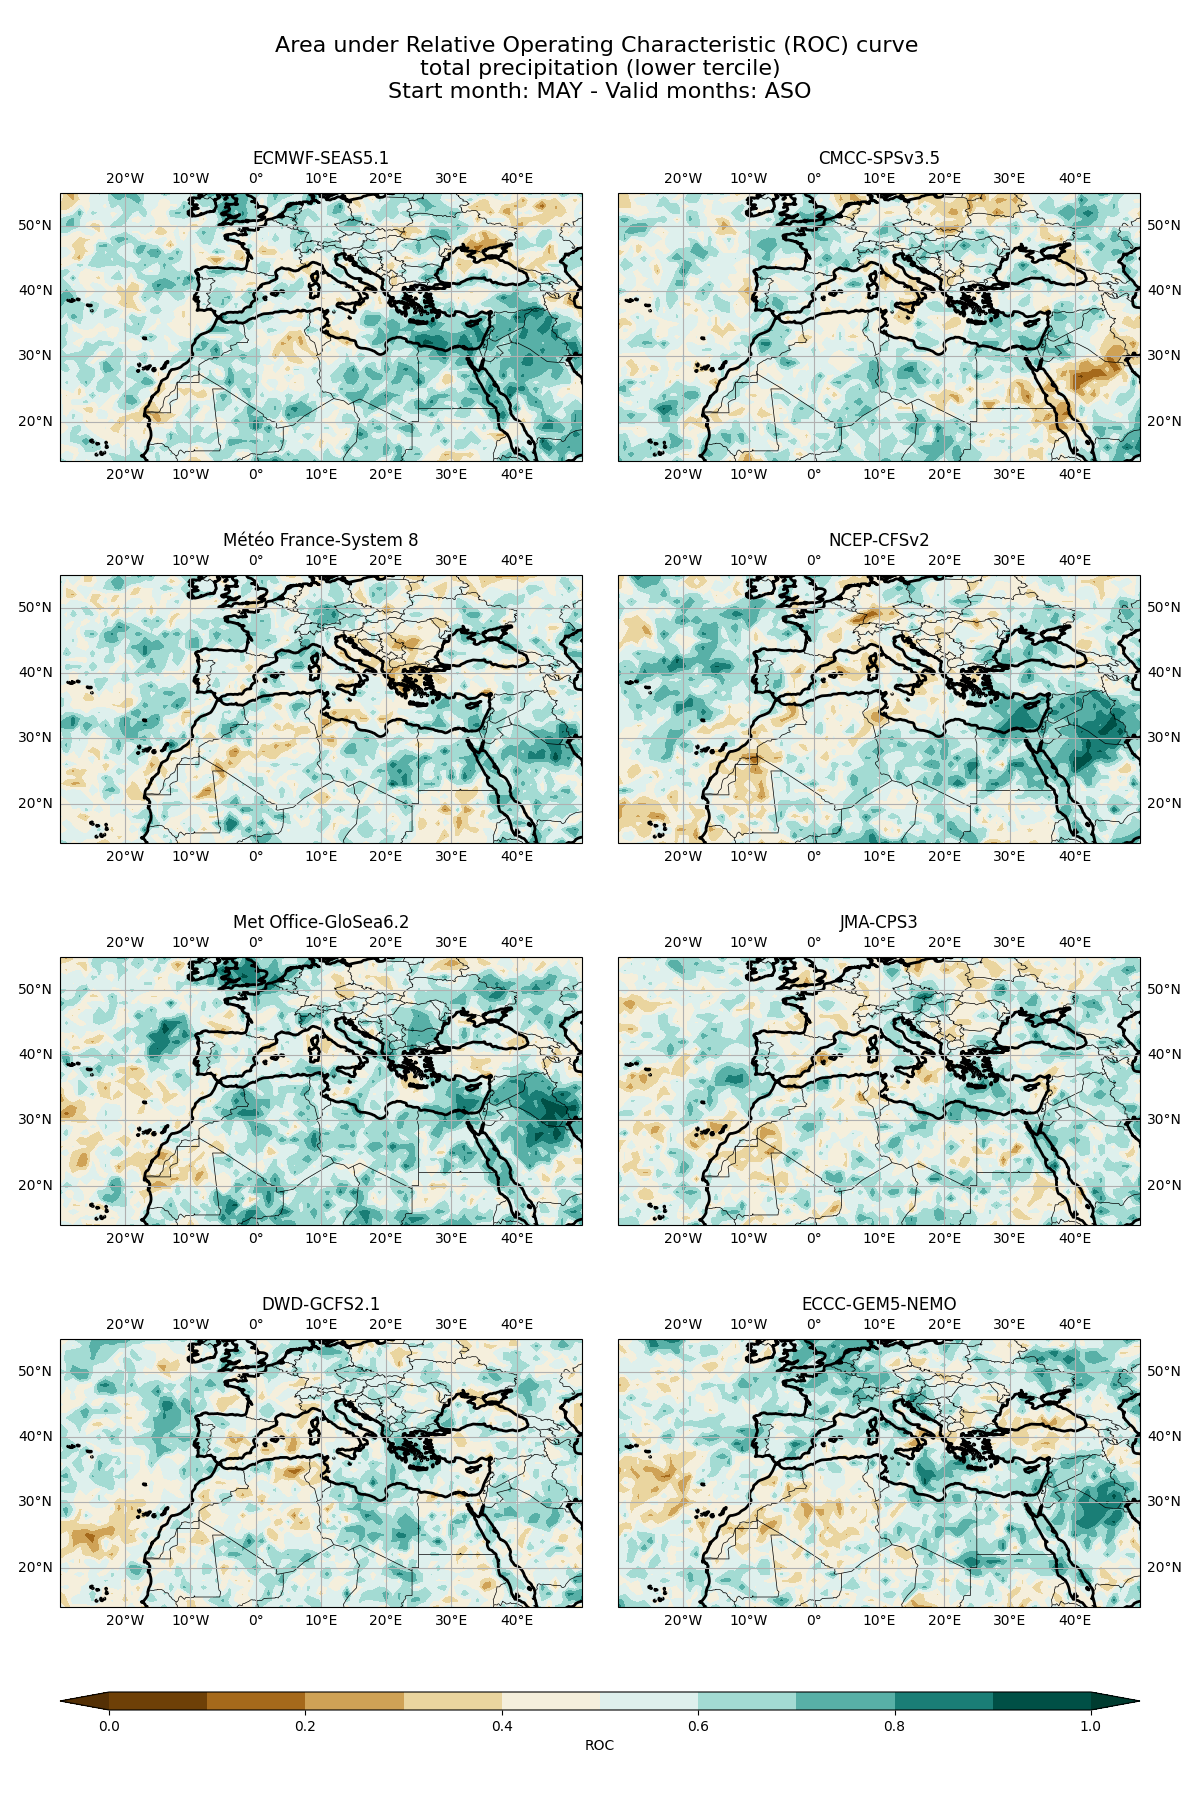 Area under Relative Operating Characteristic (ROC) curve
total precipitation (lower tercile)
Start month: MAY - Valid months: ASO
ECMWF-SEAS5.1
20°W 10°W 0° 10°E 20°E 30°E 40°E
50°N
40°N
30°N
20°N
20°W 10°W 0° 10°E 20°E 30°E 40°E
CMCC-SPSv3.5
20°W 10°W 0° 10°E 20°E 30°E 40°E
50°N
40°N
30°N
20°N
20°W 10°W 0° 10°E 20°E 30°E 40°E
Météo France-System 8
20°W 10°W 0° 10°E 20°E 30°E 40°E
50°N
40°N
30°N
20°N
20°W 10°W 0° 10°E 20°E 30°E 40°E
NCEP-CFSv2
20°W 10°W 0° 10°E 20°E 30°E 40°E
50°N
40°N
30°N
20°N
20°W 10°W 0° 10°E 20°E 30°E 40°E
Met Office-GloSea6.2
20°W 10°W 0° 10°E 20°E 30°E 40°E
50°N
40°N
30°N
20°N
20°W 10°W 0° 10°E 20°E 30°E 40°E
JMA-CPS3
20°W 10°W 0° 10°E 20°E 30°E 40°E
50°N
40°N
30°N
20°N
20°W 10°W 0° 10°E 20°E 30°E 40°E
DWD-GCFS2.1
20°W 10°W 0° 10°E 20°E 30°E 40°E
50°N
40°N
30°N
20°N
20°W 10°W 0° 10°E 20°E 30°E 40°E
ECCC-GEM5-NEMO
20°W 10°W 0° 10°E 20°E 30°E 40°E
50°N
40°N
30°N
20°N
20°W 10°W 0° 10°E 20°E 30°E 40°E
0.0 0.2 0.4 0.6 0.8 1.0
ROC